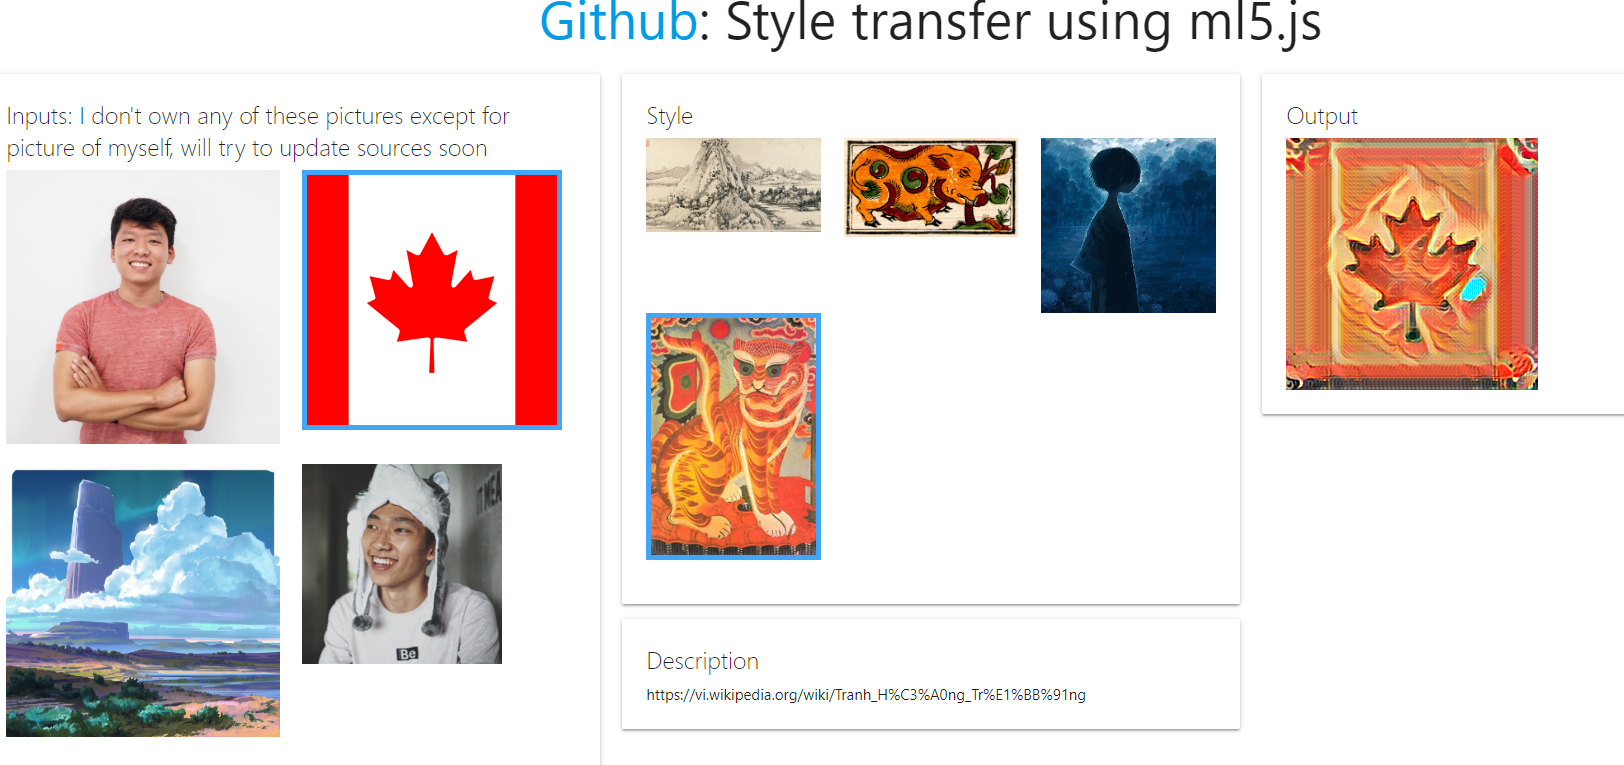 Github: Style transfer using ml5.js
Inputs: I don't own any of these pictures except for
picture of myself, will try to update sources soon
Style
Output
Be
Description
https://vi.wikipedia.org/wiki/Tranh_H%C3%A0ng_Tr%E1%BB%91ng